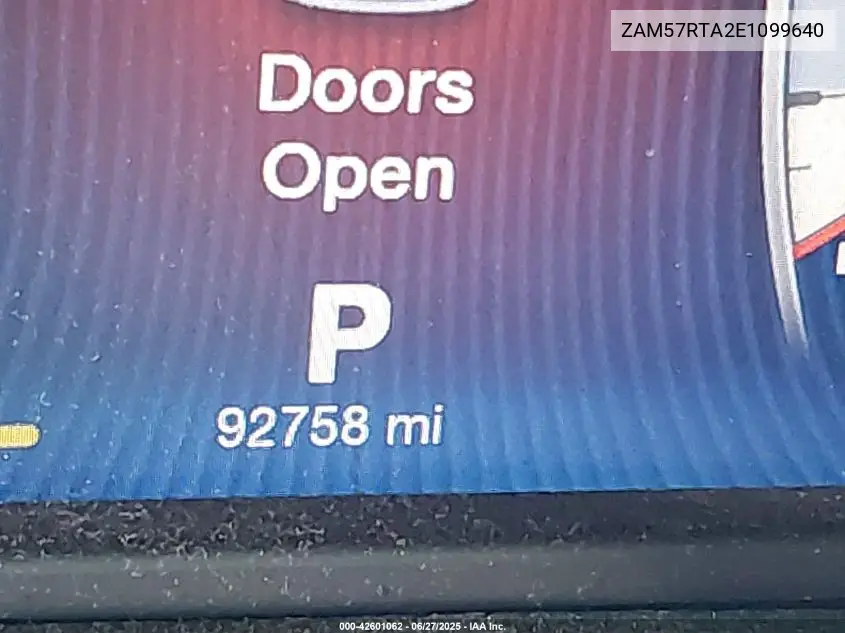 ZAM57RTA2E1099640
Doors
Open
P
92758 mi
000-42601062 - 06/27/2025 - IAA Inc.